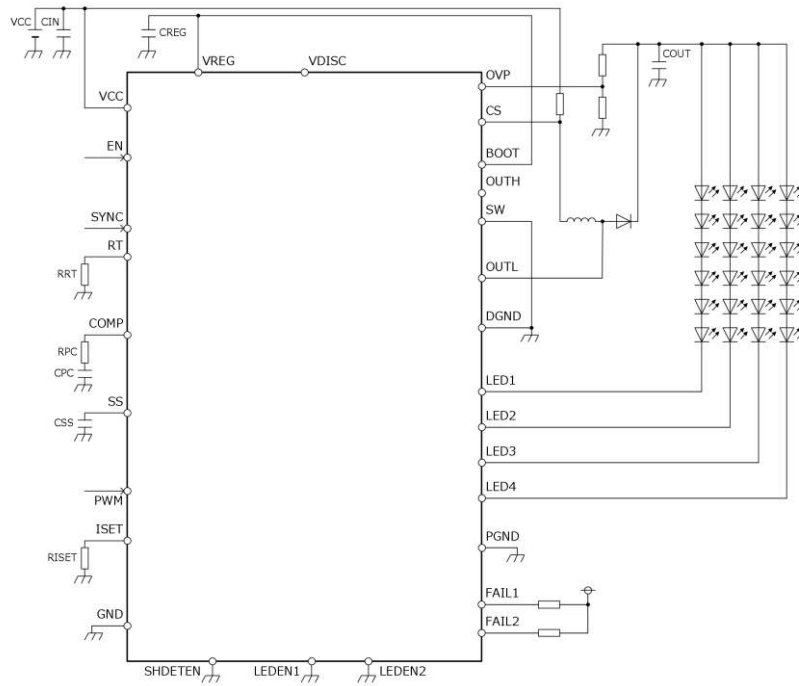 VCC
CIN
CREG
VREG
VDISC
COUT
OVP
VCC
CS
EN
BOOT
OUTH
SYNC
SW
RT
RRT
OUTL
COMP
DGND
RPC
CPC
LED1
SS
CSS
LED2
LED3
PWM
LED4
ISET
RISET
PGND
FAIL1
GND
FAIL2
SHDETEN
LEDEN1
LEDEN2